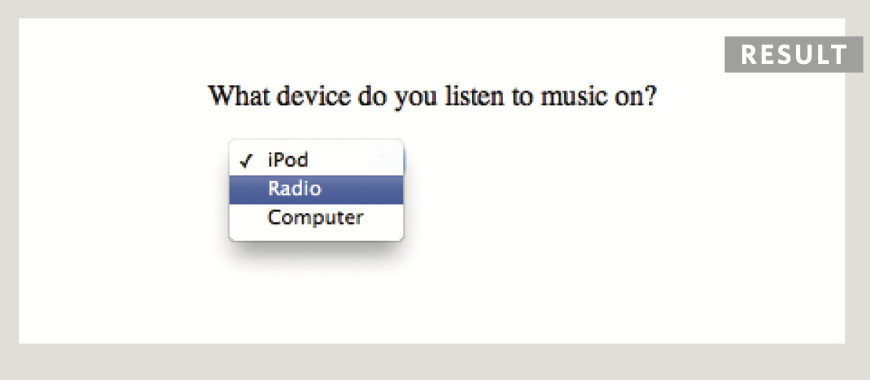 RESULT
What device do you listen to music on?
✓ iPod
Radio
Computer